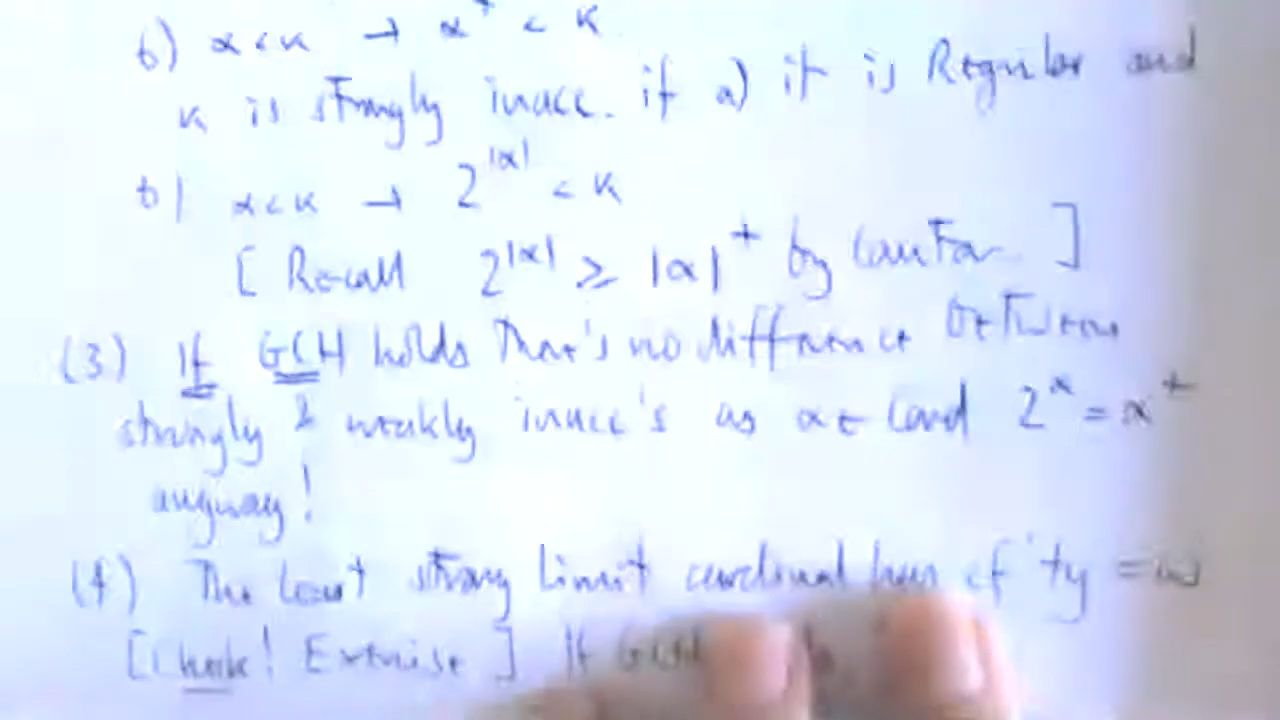 b) α < κ → α⁺ < κ
κ is strongly inacc. if a) it is Regular and
b) α < κ → 2^|α| < κ
[ Recall 2^|α| ≥ |α|⁺ by Cantor ]
(3) If GCH holds there's no difference between
strongly & weakly inacc's as α ∈ Card 2^α = α⁺
anyway!
(4) The least strong limit cardinal has cf'ty = ω
[Check! Exercise ] If GCH